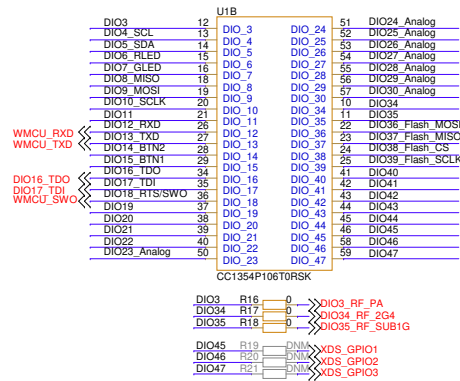 U1B
DIO3 12 DIO_3 DIO_24 51 DIO24_Analog
DIO4_SCL 13 DIO_4 DIO_25 52 DIO25_Analog
DIO5_SDA 14 DIO_5 DIO_26 53 DIO26_Analog
DIO6_RLED 15 DIO_6 DIO_27 54 DIO27_Analog
DIO7_GLED 16 DIO_7 DIO_28 55 DIO28_Analog
DIO8_MISO 18 DIO_8 DIO_29 56 DIO29_Analog
DIO9_MOSI 19 DIO_9 DIO_30 57 DIO30_Analog
DIO10_SCLK 20 DIO_10 DIO_34 10 DIO34
DIO11 21 DIO_11 DIO_35 11 DIO35
WMCU_RXD DIO12_RXD 26 DIO_12 DIO_36 22 DIO36_Flash_MOSI
WMCU_TXD DIO13_TXD 27 DIO_13 DIO_37 23 DIO37_Flash_MISO
DIO14_BTN2 28 DIO_14 DIO_38 24 DIO38_Flash_CS
DIO15_BTN1 29 DIO_15 DIO_39 25 DIO39_Flash_SCLK
DIO16_TDO DIO16_TDO 34 DIO_16 DIO_40 41 DIO40
DIO17_TDI DIO17_TDI 35 DIO_17 DIO_41 42 DIO41
WMCU_SWO DIO18_RTS/SWO 36 DIO_18 DIO_42 43 DIO42
DIO19 37 DIO_19 DIO_43 44 DIO43
DIO20 38 DIO_20 DIO_44 45 DIO44
DIO21 39 DIO_21 DIO_45 46 DIO45
DIO22 40 DIO_22 DIO_46 58 DIO46
DIO23_Analog 50 DIO_23 DIO_47 59 DIO47
CC1354P106T0RSK
DIO3 R16 0 DIO3_RF_PA
DIO34 R17 0 DIO34_RF_2G4
DIO35 R18 0 DIO35_RF_SUB1G
DIO45 R19 DNM XDS_GPIO1
DIO46 R20 DNM XDS_GPIO2
DIO47 R21 DNM XDS_GPIO3